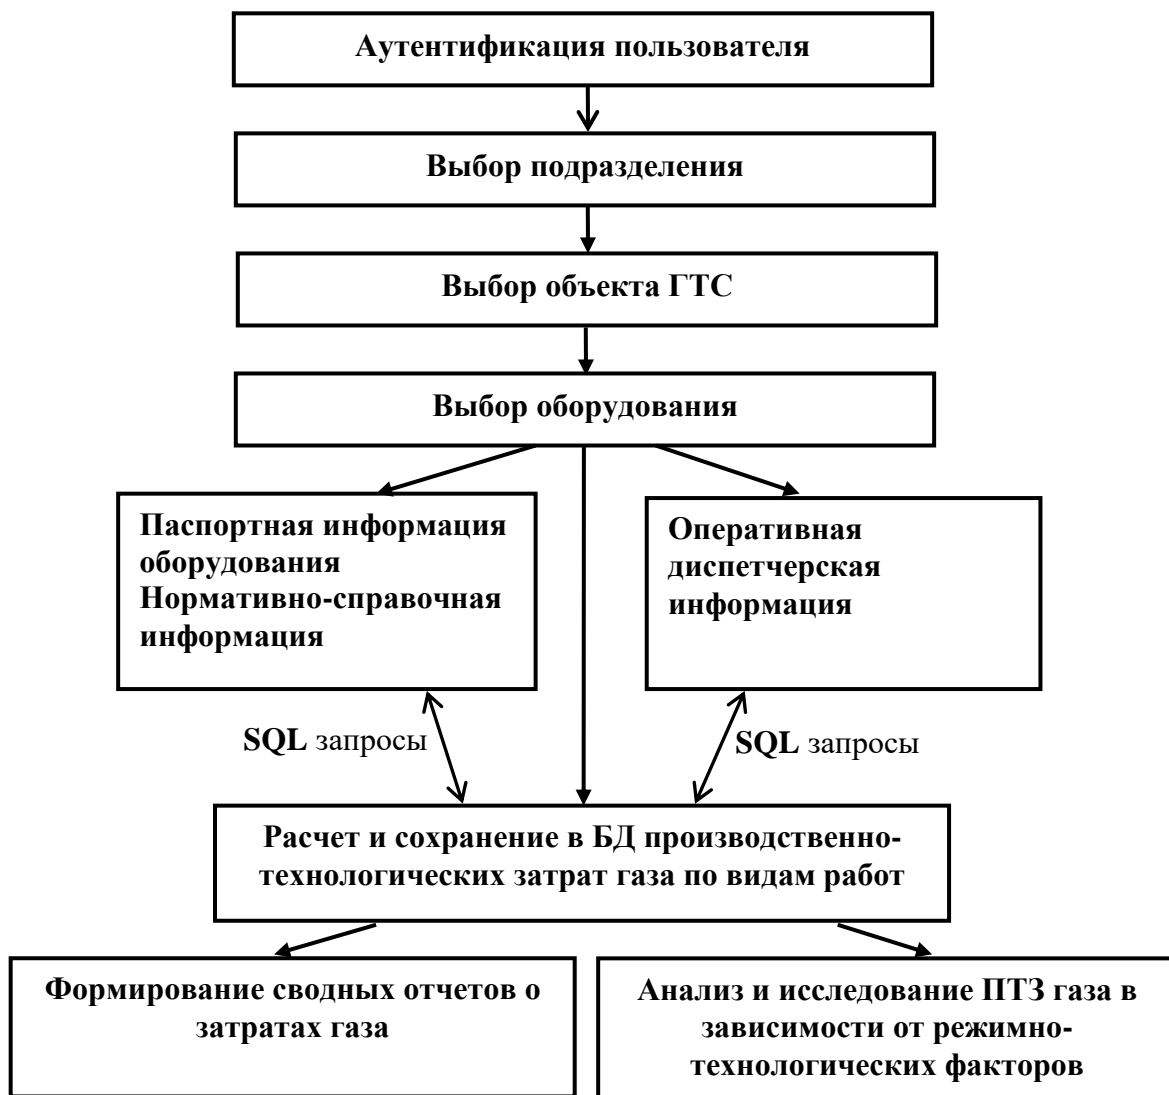 Аутентификация пользователя
Выбор подразделения
Выбор объекта ГТС
Выбор оборудования
Паспортная информация
оборудования
Нормативно-справочная
информация
Оперативная
диспетчерская
информация
SQL запросы
SQL запросы
Расчет и сохранение в БД производственно-
технологических затрат газа по видам работ
Формирование сводных отчетов о
затратах газа
Анализ и исследование ПТЗ газа в
зависимости от режимно-
технологических факторов